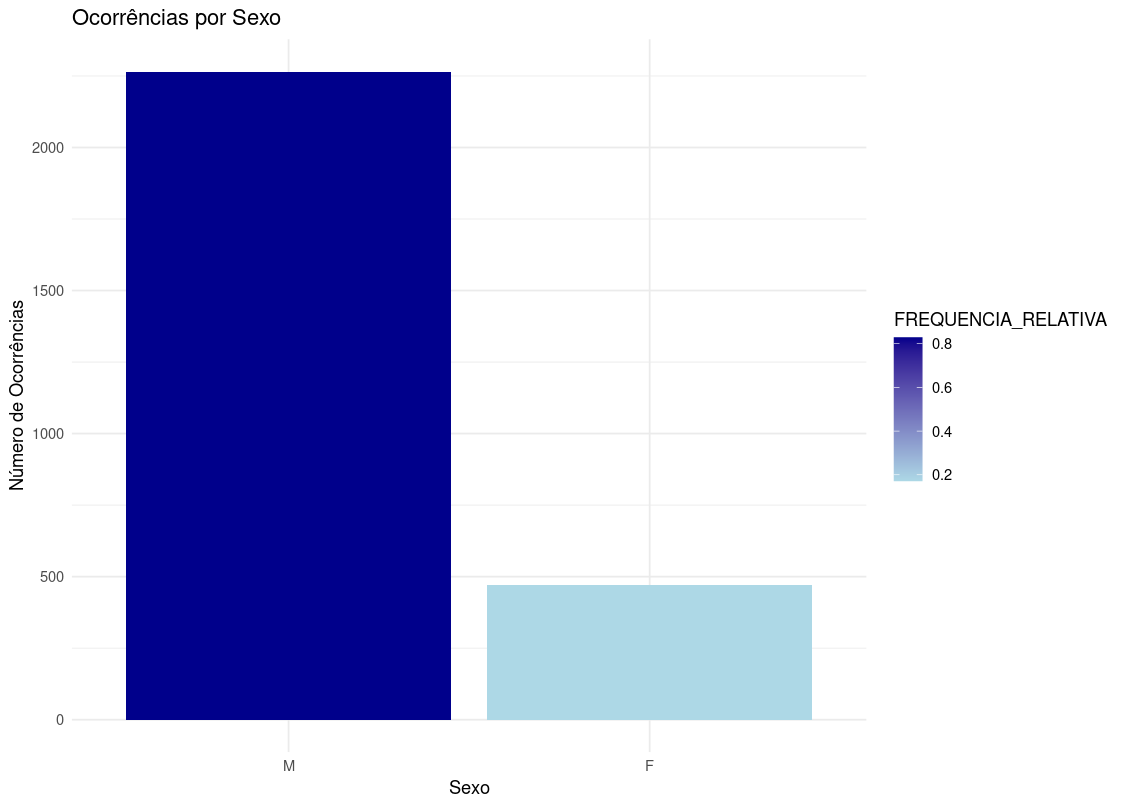 Ocorrências por Sexo
Número de Ocorrências
2000
1500
1000
500
0
M
F
Sexo
FREQUENCIA_RELATIVA
0.8
0.6
0.4
0.2